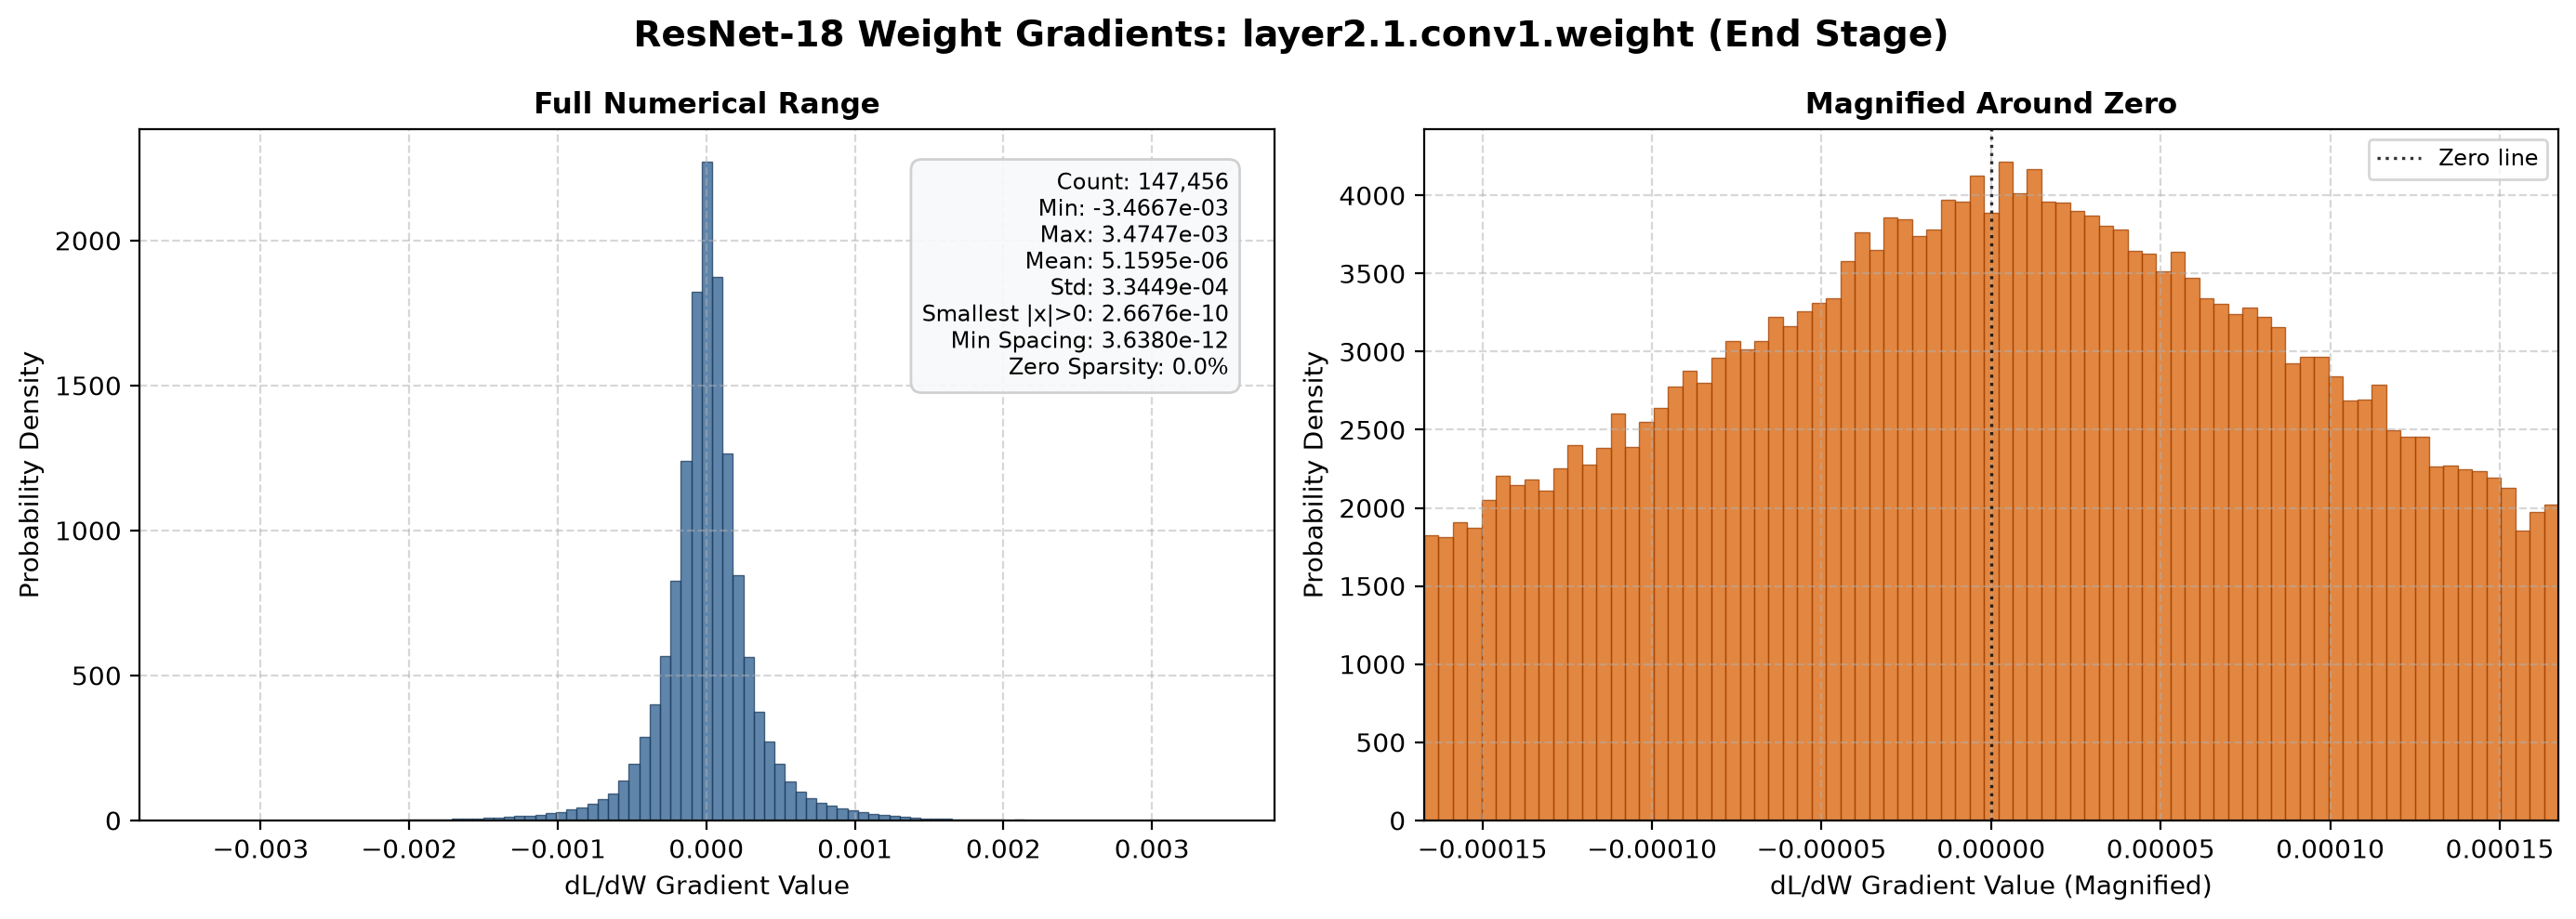 ResNet-18 Weight Gradients: layer2.1.conv1.weight (End Stage)
Full Numerical Range
Probability Density
2000
1500
1000
500
0
Count: 147,456
Min: -3.4667e-03
Max: 3.4747e-03
Mean: 5.1595e-06
Std: 3.3449e-04
Smallest |x|>0: 2.6676e-10
Min Spacing: 3.6380e-12
Zero Sparsity: 0.0%
−0.003 −0.002 −0.001 0.000 0.001 0.002 0.003
dL/dW Gradient Value
Magnified Around Zero
Probability Density
4000
3500
3000
2500
2000
1500
1000
500
0
Zero line
−0.00015 −0.00010 −0.00005 0.00000 0.00005 0.00010 0.00015
dL/dW Gradient Value (Magnified)